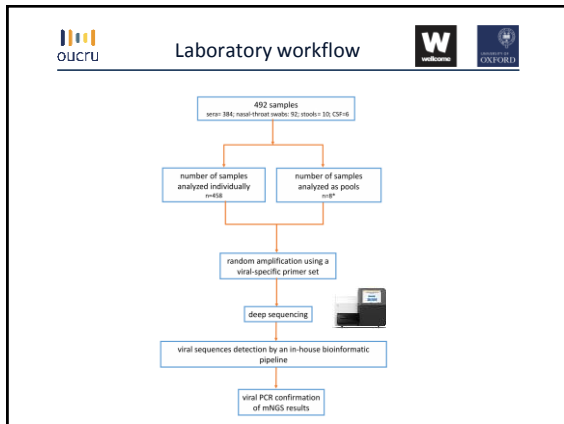 oucru
Laboratory workflow
W
wellcome
UNIVERSITY OF
OXFORD
492 samples
sera= 384; nasal-throat swabs: 92; stools= 10; CSF=6
number of samples
analyzed individually
n=458
number of samples
analyzed as pools
n=8*
random amplification using a
viral-specific primer set
deep sequencing
viral sequences detection by an in-house bioinformatic
pipeline
viral PCR confirmation
of mNGS results